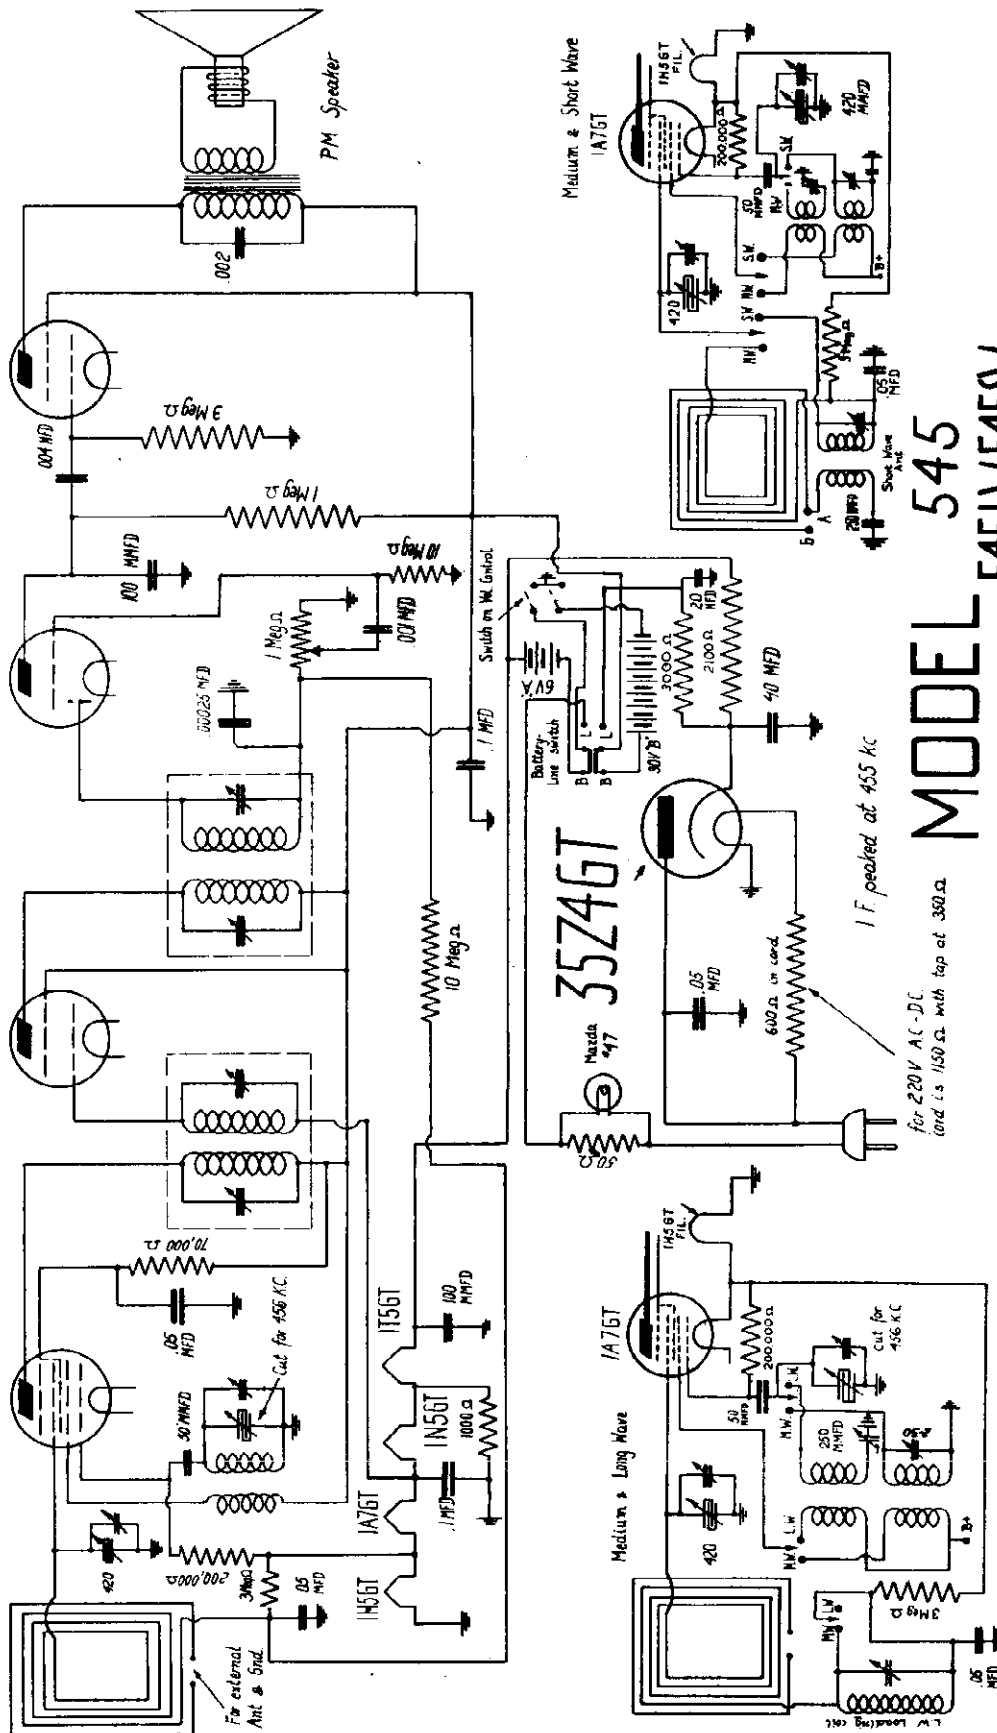 PM Speaker
.002
.004 MFD
3 Meg Ω
1 Meg Ω
100 MMFD
10 Meg Ω
.001 MFD
1 Meg Ω
.00025 MFD
.1 MFD
10 Meg Ω
70,000 Ω
.05
MFD
50 MMFD
Cut for 456 K.C.
420
200,000Ω
3MegΩ
.05
MFD
For external
Ant & Gnd.
1H5GT
1A7GT
1N5GT
1T5GT
.1 MFD
1000 Ω
100
MMFD
Switch on Vol. Control
6V"A"
Battery-
Line switch
B
B
L
L
90V"B"
3000 Ω
2100 Ω
20
MFD
40 MFD
35Z4GT
Mazda
#47
50 Ω
.05
MFD
600 Ω in cord
for 220V AC-DC
Cord is 1150 Ω with tap at 350 Ω
I F. peaked at 455 KC
Medium & Short Wave
1A7GT
1H5GT
FIL.
200,000 Ω
50
MMFD
420
420
MMFD
M.W.
S.W.
M.W.
S.W.
M.W.
S.W.
B+
3 Meg Ω
.05
MFD
Short Wave
Ant
250 MMFD
A
Medium & Long Wave
1A7GT
1H5GT
FIL.
200,000 Ω
50
MMFD
420
Cut for
456 K.C
250
MMFD
M.W.
L.W.
M.W.
L.W.
M.W.
L.W.
B+
3 Meg Ω
.05
MFD
L W Loading coil
MODEL 545